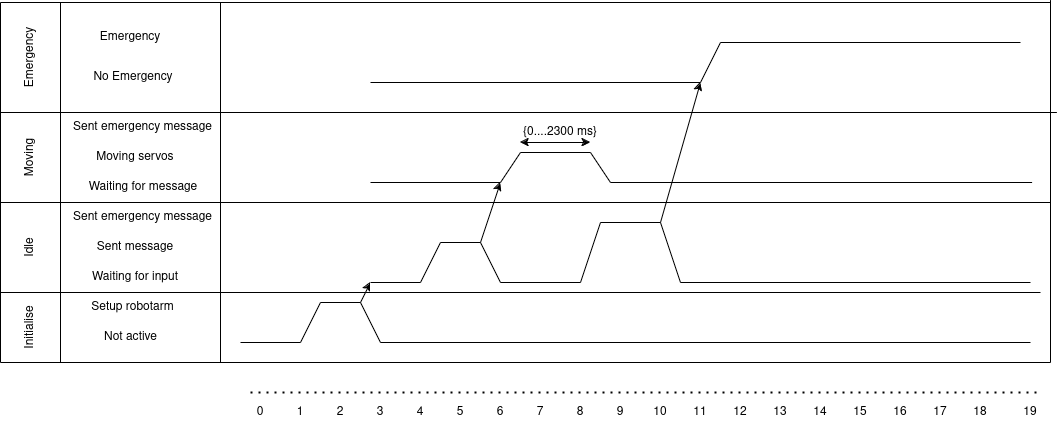 Emergency
Emergency
No Emergency
Moving
Sent emergency message
Moving servos
Waiting for message
{0....2300 ms}
Idle
Sent emergency message
Sent message
Waiting for input
Initialise
Setup robotarm
Not active
0 1 2 3 4 5 6 7 8 9 10 11 12 13 14 15 16 17 18 19